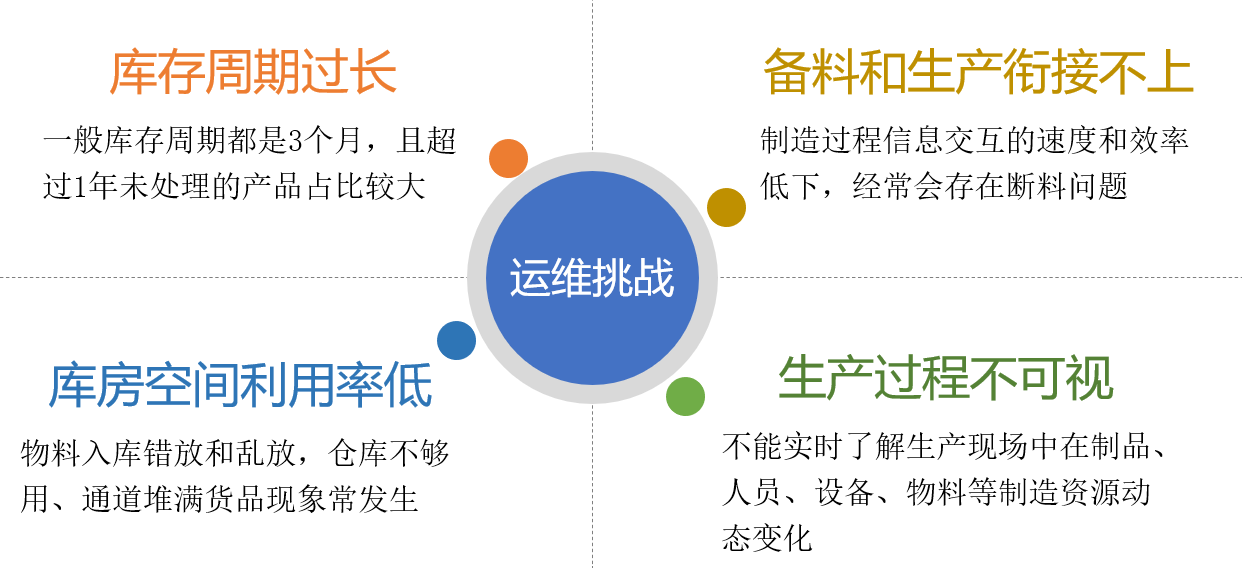 库存周期过长
一般库存周期都是3个月，且超
过1年未处理的产品占比较大
备料和生产衔接不上
制造过程信息交互的速度和效率
低下，经常会存在断料问题
运维挑战
库房空间利用率低
物料入库错放和乱放，仓库不够
用、通道堆满货品现象常发生
生产过程不可视
不能实时了解生产现场中在制品、
人员、设备、物料等制造资源动
态变化